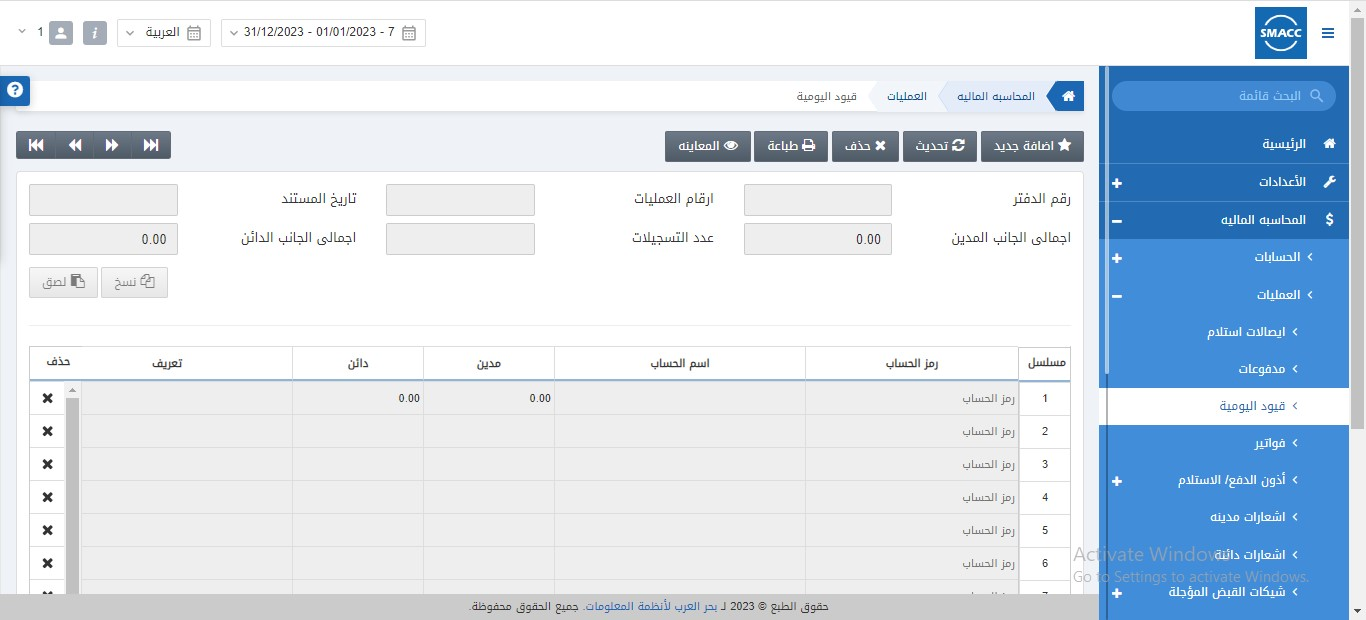 SMACC
7 - 01/01/2023 - 31/12/2023
العربية
i
1
?
المحاسبه الماليه
العمليات
قيود اليومية
البحث قائمة
الرئيسية
الأعدادات
المحاسبه الماليه
الحسابات
العمليات
ايصالات استلام
مدفوعات
قيود اليومية
فواتير
أذون الدفع/ الاستلام
اشعارات مدينه
اشعارات دائنة
شيكات القبض المؤجلة
اضافة جديد
تحديث
حذف
طباعة
المعاينه
رقم الدفتر
ارقام العمليات
تاريخ المستند
اجمالى الجانب المدين 0.00
عدد التسجيلات
اجمالى الجانب الدائن 0.00
نسخ
لصق
مسلسل رمز الحساب اسم الحساب مدين دائن تعريف حذف
1 رمز الحساب 0.00 0.00
2 رمز الحساب
3 رمز الحساب
4 رمز الحساب
5 رمز الحساب
6 رمز الحساب
Activate Windows
Go to Settings to activate Windows.
حقوق الطبع © 2023 لـ بحر العرب لأنظمة المعلومات. جميع الحقوق محفوظة.